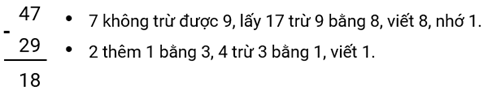 47
- 29
18
• 7 không trừ được 9, lấy 17 trừ 9 bằng 8, viết 8, nhớ 1.
• 2 thêm 1 bằng 3, 4 trừ 3 bằng 1, viết 1.